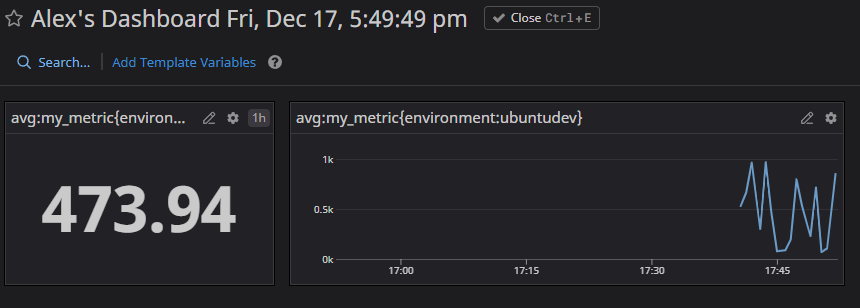 Alex's Dashboard Fri, Dec 17, 5:49:49 pm
Close Ctrl+E
Search...
Add Template Variables
?
avg:my_metric{environ...
1h
473.94
avg:my_metric{environment:ubuntudev}
1k
0.5k
0k
17:00 17:15 17:30 17:45